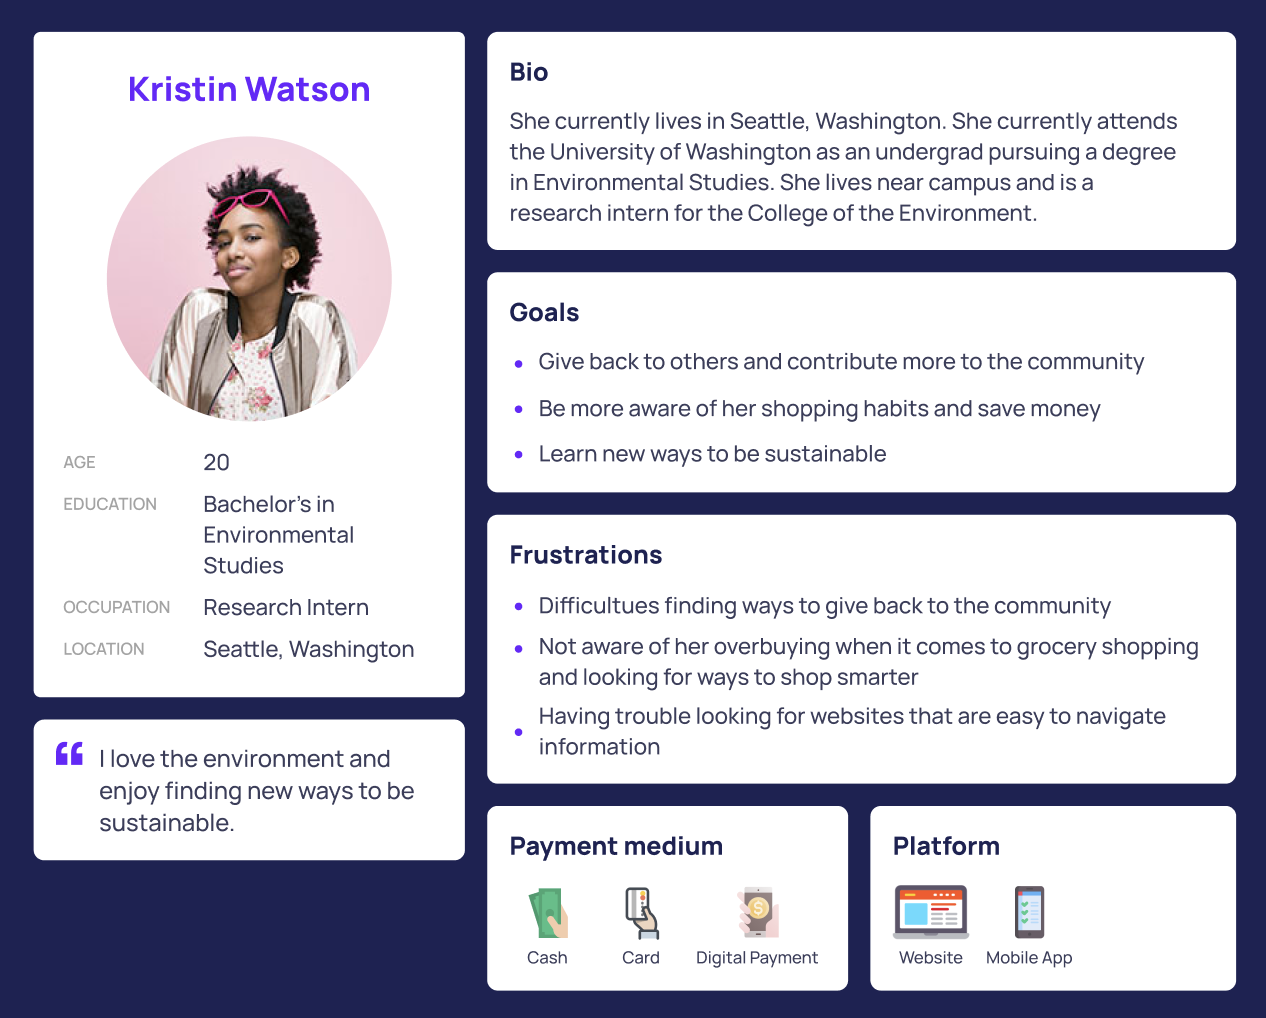 Kristin Watson
AGE 20
EDUCATION Bachelor's in
Environmental
Studies
OCCUPATION Research Intern
LOCATION Seattle, Washington
“ I love the environment and
enjoy finding new ways to be
sustainable.
Bio
She currently lives in Seattle, Washington. She currently attends
the University of Washington as an undergrad pursuing a degree
in Environmental Studies. She lives near campus and is a
research intern for the College of the Environment.
Goals
• Give back to others and contribute more to the community
• Be more aware of her shopping habits and save money
• Learn new ways to be sustainable
Frustrations
• Difficultues finding ways to give back to the community
• Not aware of her overbuying when it comes to grocery shopping
and looking for ways to shop smarter
• Having trouble looking for websites that are easy to navigate
information
Payment medium
$
Cash Card Digital Payment
Platform
Website Mobile App